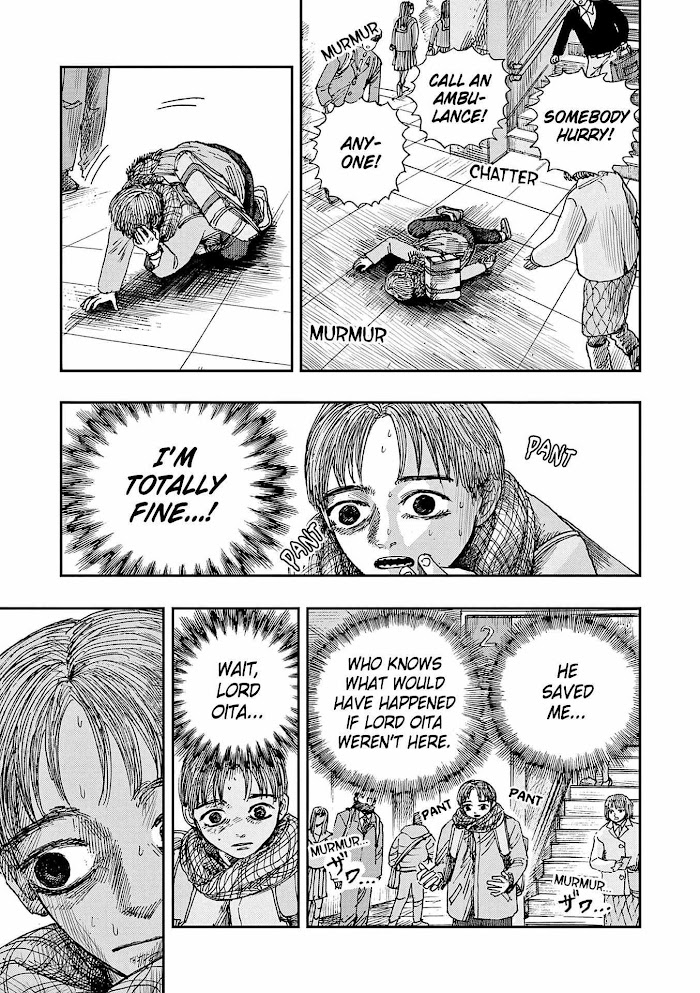 SOMEBODY
HURRY!
CALL AN
AMBU-
LANCE!
ANY-
ONE!
MURMUR
CHATTER
MURMUR
I'M
TOTALLY
FINE...!
PANT
PANT
2
HE
SAVED
ME...
WHO KNOWS
WHAT WOULD
HAVE HAPPENED
IF LORD OITA
WEREN'T HERE.
PANT
PANT
MURMUR...
ザワ...
MURMUR...
ザワ...
WAIT,
LORD
OITA...